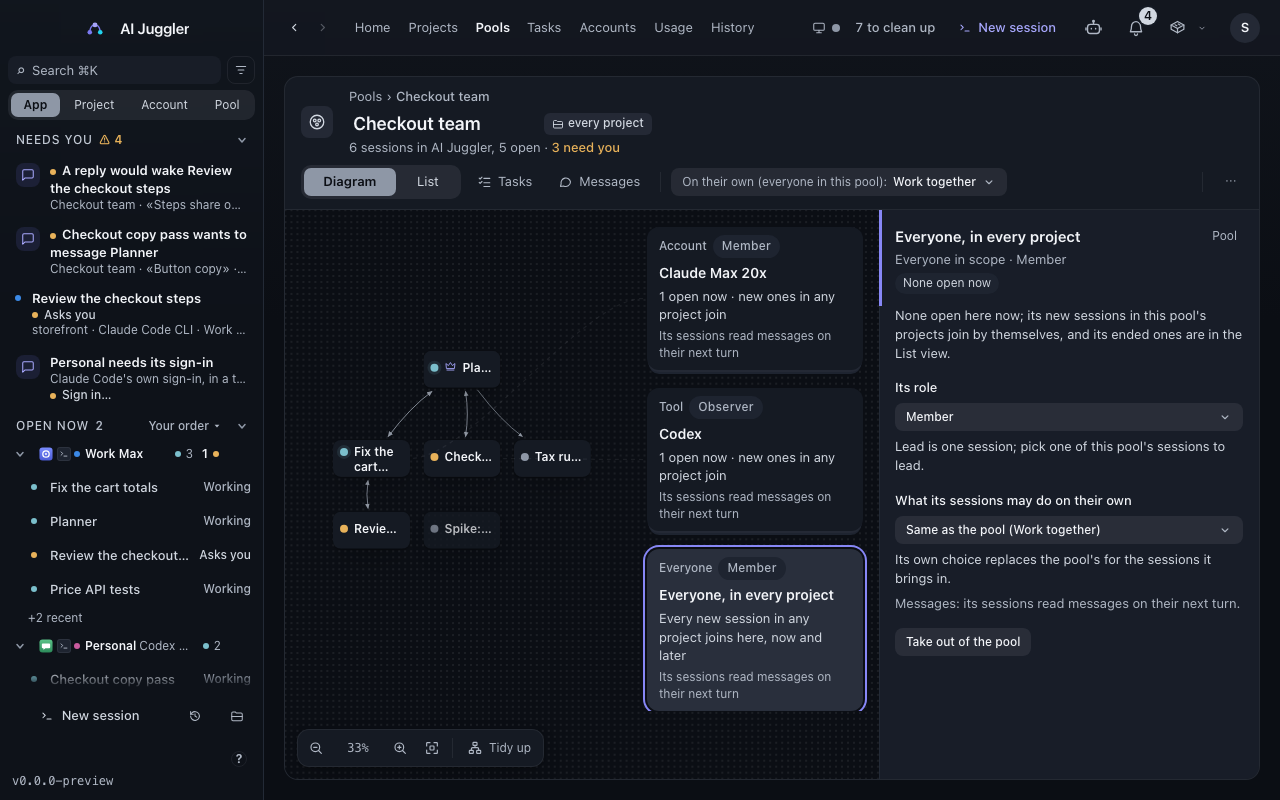 AI Juggler
Search ⌘K
App Project Account Pool
NEEDS YOU 4
A reply would wake Review
the checkout steps
Checkout team · «Steps share o...
Checkout copy pass wants to
message Planner
Checkout team · «Button copy» ·...
Review the checkout steps
Asks you
storefront · Claude Code CLI · Work ...
Personal needs its sign-in
Claude Code's own sign-in, in a t...
Sign in...
OPEN NOW 2 Your order
Work Max 3 1
Fix the cart totals Working
Planner Working
Review the checkout... Asks you
Price API tests Working
+2 recent
Personal Codex ... 2
Checkout copy pass Working
New session
?
v0.0.0-preview
Home Projects Pools Tasks Accounts Usage History
7 to clean up
New session
4
S
Pools › Checkout team
Checkout team
every project
6 sessions in AI Juggler, 5 open · 3 need you
Diagram List Tasks Messages
On their own (everyone in this pool): Work together
...
Pla...
Fix the
cart...
Check...
Tax ru...
Revie...
Spike:...
Account Member
Claude Max 20x
1 open now · new ones in any
project join
Its sessions read messages on
their next turn
Tool Observer
Codex
1 open now · new ones in any
project join
Its sessions read messages on
their next turn
Everyone Member
Everyone, in every project
Every new session in any
project joins here, now and
later
Its sessions read messages on
their next turn
33%
Tidy up
Everyone, in every project Pool
Everyone in scope · Member
None open now
None open here now; its new sessions in this pool's
projects join by themselves, and its ended ones are in the
List view.
Its role
Member
Lead is one session; pick one of this pool's sessions to
lead.
What its sessions may do on their own
Same as the pool (Work together)
Its own choice replaces the pool's for the sessions it
brings in.
Messages: its sessions read messages on their next turn.
Take out of the pool